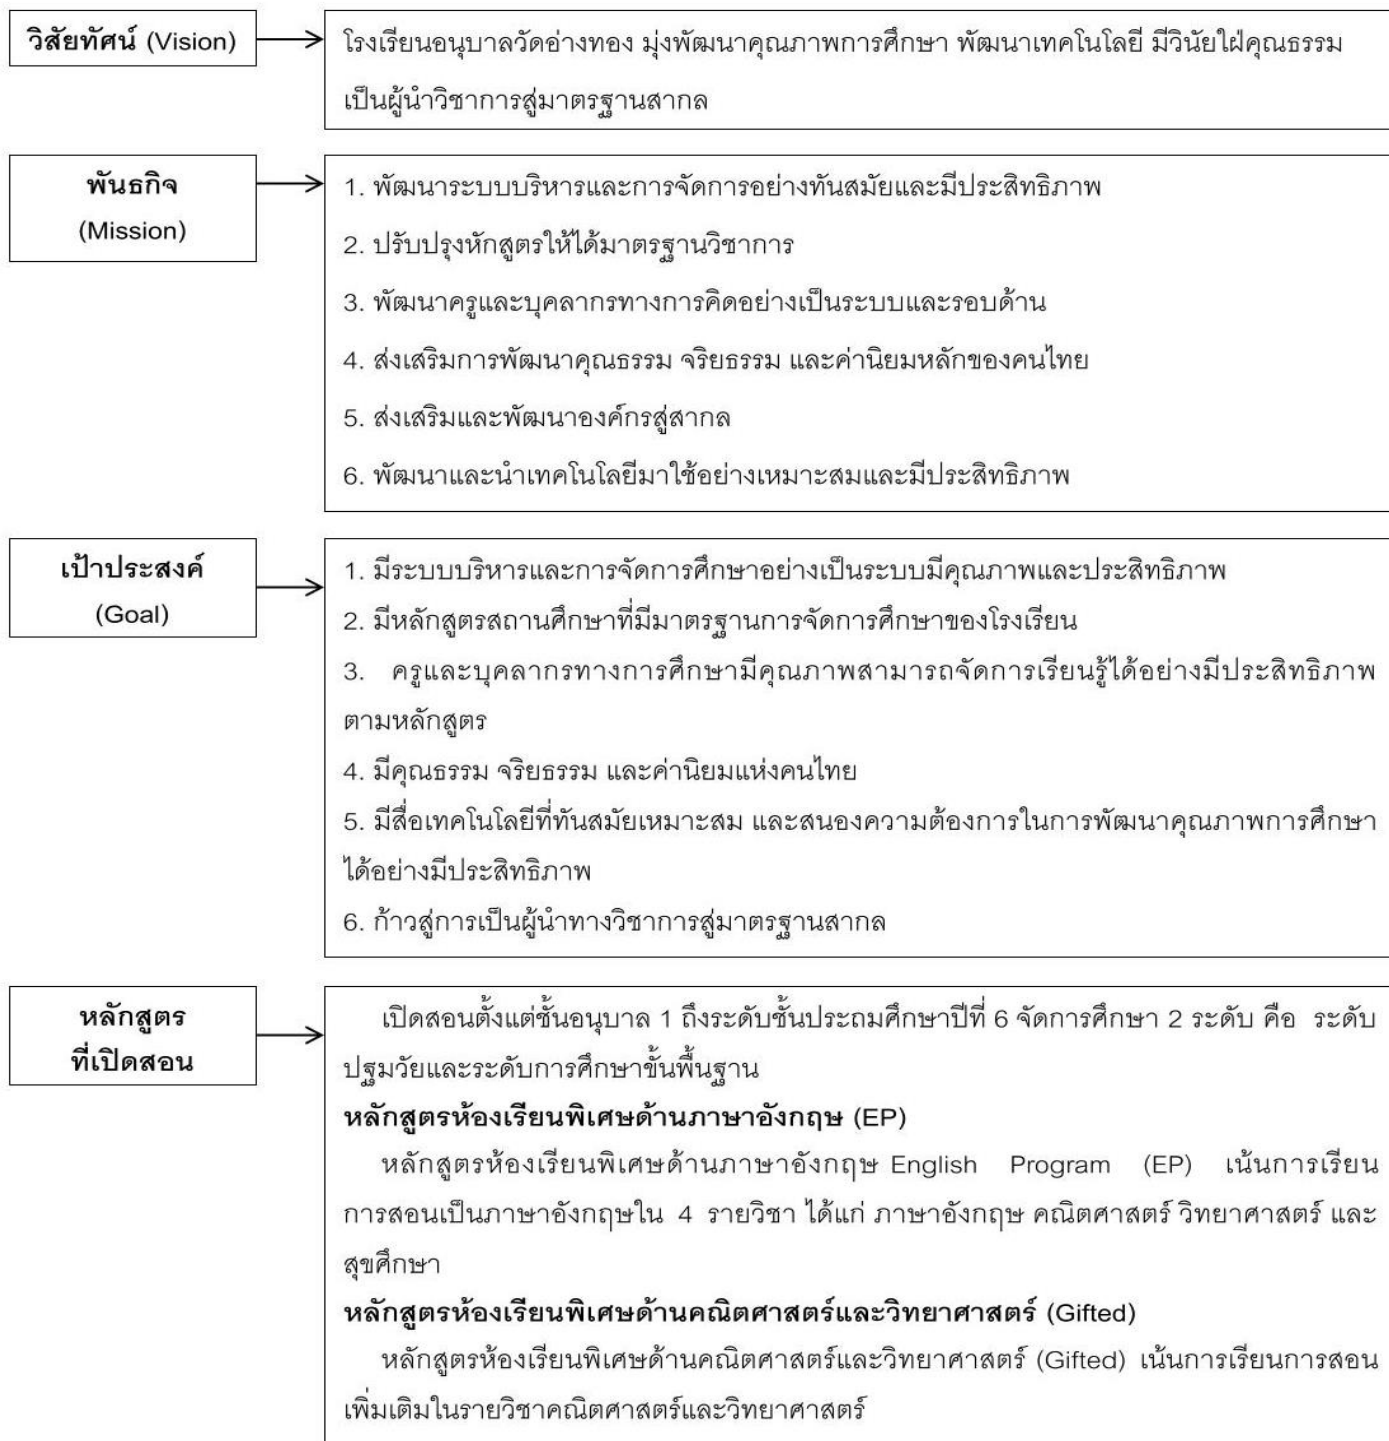 วิสัยทัศน์ (Vision)
โรงเรียนอนุบาลวัดอ่างทอง มุ่งพัฒนาคุณภาพการศึกษา พัฒนาเทคโนโลยี มีวินัยใฝ่คุณธรรม
เป็นผู้นำวิชาการสู่มาตรฐานสากล
พันธกิจ
(Mission)
1. พัฒนาระบบบริหารและการจัดการอย่างทันสมัยและมีประสิทธิภาพ
2. ปรับปรุงหักสูตรให้ได้มาตรฐานวิชาการ
3. พัฒนาครูและบุคลากรทางการคิดอย่างเป็นระบบและรอบด้าน
4. ส่งเสริมการพัฒนาคุณธรรม จริยธรรม และค่านิยมหลักของคนไทย
5. ส่งเสริมและพัฒนาองค์กรสู่สากล
6. พัฒนาและนำเทคโนโลยีมาใช้อย่างเหมาะสมและมีประสิทธิภาพ
เป้าประสงค์
(Goal)
1. มีระบบบริหารและการจัดการศึกษาอย่างเป็นระบบมีคุณภาพและประสิทธิภาพ
2. มีหลักสูตรสถานศึกษาที่มีมาตรฐานการจัดการศึกษาของโรงเรียน
3. ครูและบุคลากรทางการศึกษามีคุณภาพสามารถจัดการเรียนรู้ได้อย่างมีประสิทธิภาพ
ตามหลักสูตร
4. มีคุณธรรม จริยธรรม และค่านิยมแห่งคนไทย
5. มีสื่อเทคโนโลยีที่ทันสมัยเหมาะสม และสนองความต้องการในการพัฒนาคุณภาพการศึกษา
ได้อย่างมีประสิทธิภาพ
6. ก้าวสู่การเป็นผู้นำทางวิชาการสู่มาตรฐานสากล
หลักสูตร
ที่เปิดสอน
เปิดสอนตั้งแต่ชั้นอนุบาล 1 ถึงระดับชั้นประถมศึกษาปีที่ 6 จัดการศึกษา 2 ระดับ คือ ระดับ
ปฐมวัยและระดับการศึกษาขั้นพื้นฐาน
หลักสูตรห้องเรียนพิเศษด้านภาษาอังกฤษ (EP)
หลักสูตรห้องเรียนพิเศษด้านภาษาอังกฤษ English Program (EP) เน้นการเรียน
การสอนเป็นภาษาอังกฤษใน 4 รายวิชา ได้แก่ ภาษาอังกฤษ คณิตศาสตร์ วิทยาศาสตร์ และ
สุขศึกษา
หลักสูตรห้องเรียนพิเศษด้านคณิตศาสตร์และวิทยาศาสตร์ (Gifted)
หลักสูตรห้องเรียนพิเศษด้านคณิตศาสตร์และวิทยาศาสตร์ (Gifted) เน้นการเรียนการสอน
เพิ่มเติมในรายวิชาคณิตศาสตร์และวิทยาศาสตร์